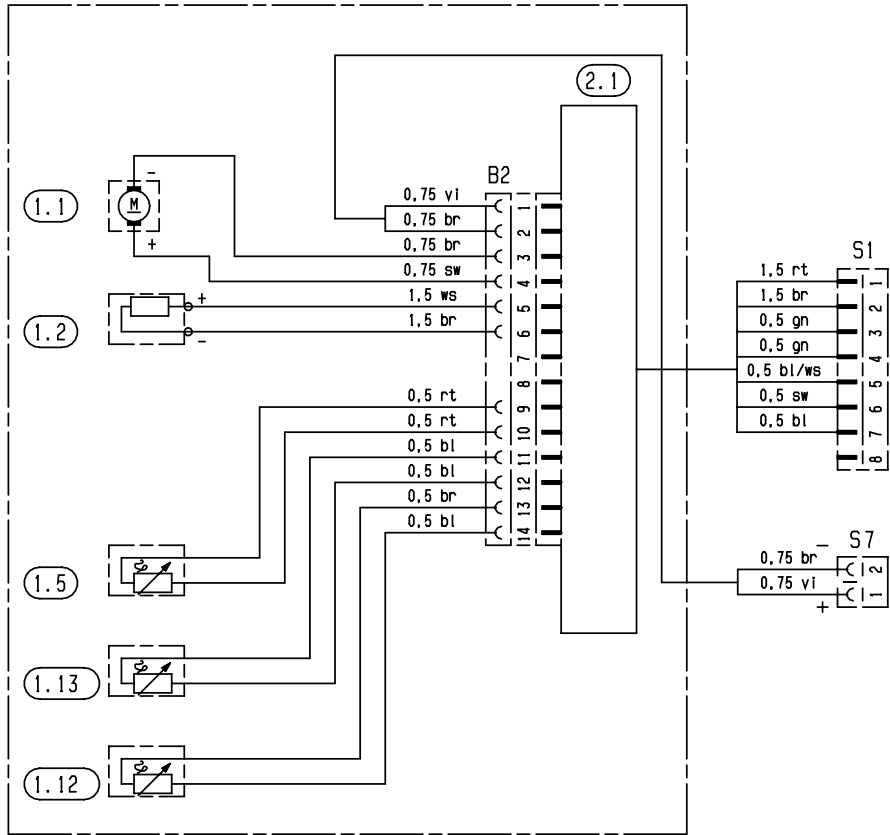 2.1
B2
1.1
-
M
+
0,75 vi
0,75 br
0,75 br
0,75 sw
1,5 ws
1,5 br
1
2
3
4
5
6
7
8
9
10
11
12
13
14
1.2
+
-
0,5 rt
0,5 rt
0,5 bl
0,5 bl
0,5 br
0,5 bl
1.5
1.13
1.12
S1
1,5 rt
1,5 br
0,5 gn
0,5 gn
0,5 bl/ws
0,5 sw
0,5 bl
1
2
3
4
5
6
7
8
S7
-
0,75 br
2
0,75 vi
1
+